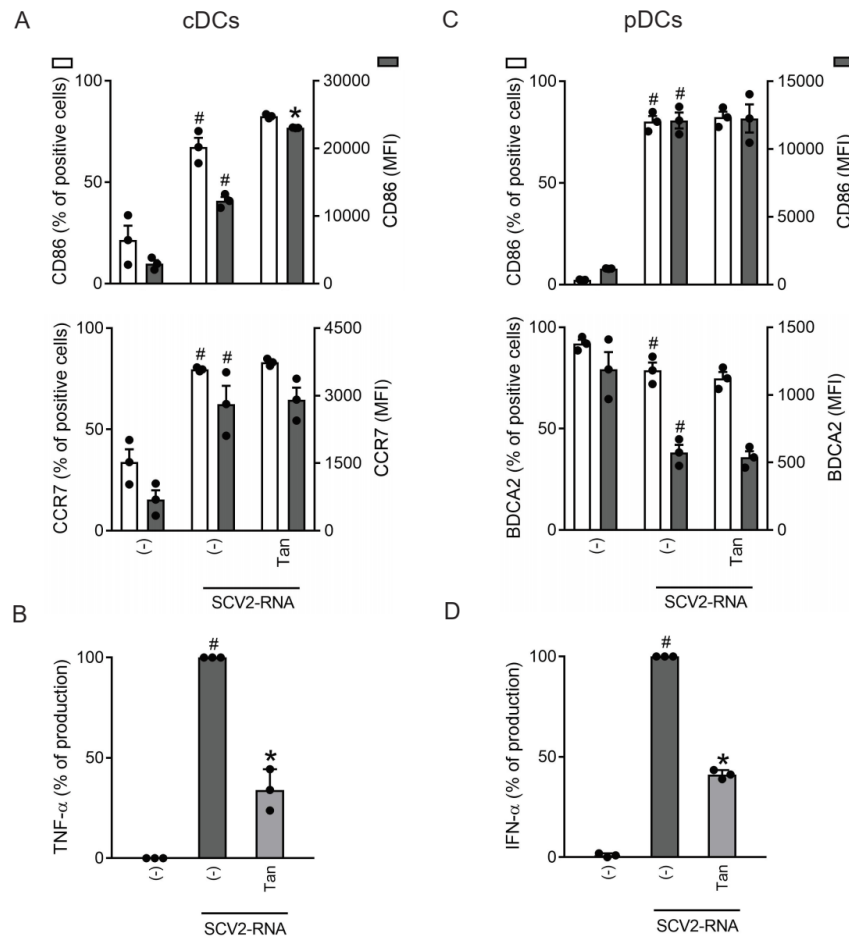 A
cDCs
100
50
0
CD86 (% of positive cells)
30000
20000
10000
0
CD86 (MFI)
#
#
*
100
50
0
CCR7 (% of positive cells)
4500
3000
1500
0
CCR7 (MFI)
#
#
(-)
(-)
Tan
SCV2-RNA
B
100
50
0
TNF-α (% of production)
#
*
(-)
(-)
Tan
SCV2-RNA
C
pDCs
100
50
0
CD86 (% of positive cells)
15000
10000
5000
0
CD86 (MFI)
#
#
100
50
0
BDCA2 (% of positive cells)
1500
1000
500
0
BDCA2 (MFI)
#
#
(-)
(-)
Tan
SCV2-RNA
D
100
50
0
IFN-α (% of production)
#
*
(-)
(-)
Tan
SCV2-RNA